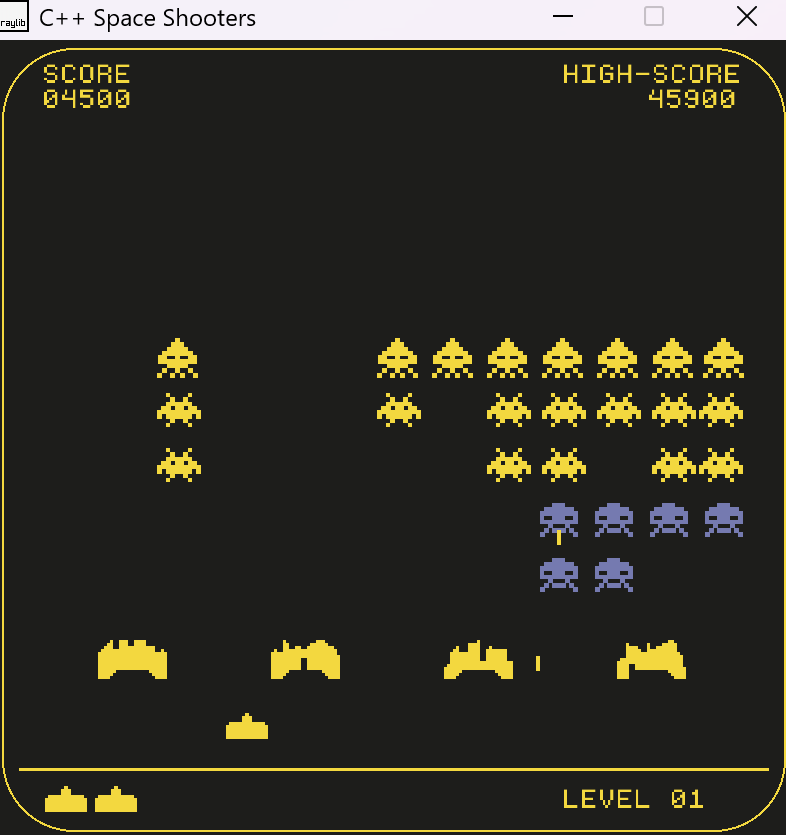 raylib
C++ Space Shooters
SCORE
04500
HIGH-SCORE
45900
LEVEL 01